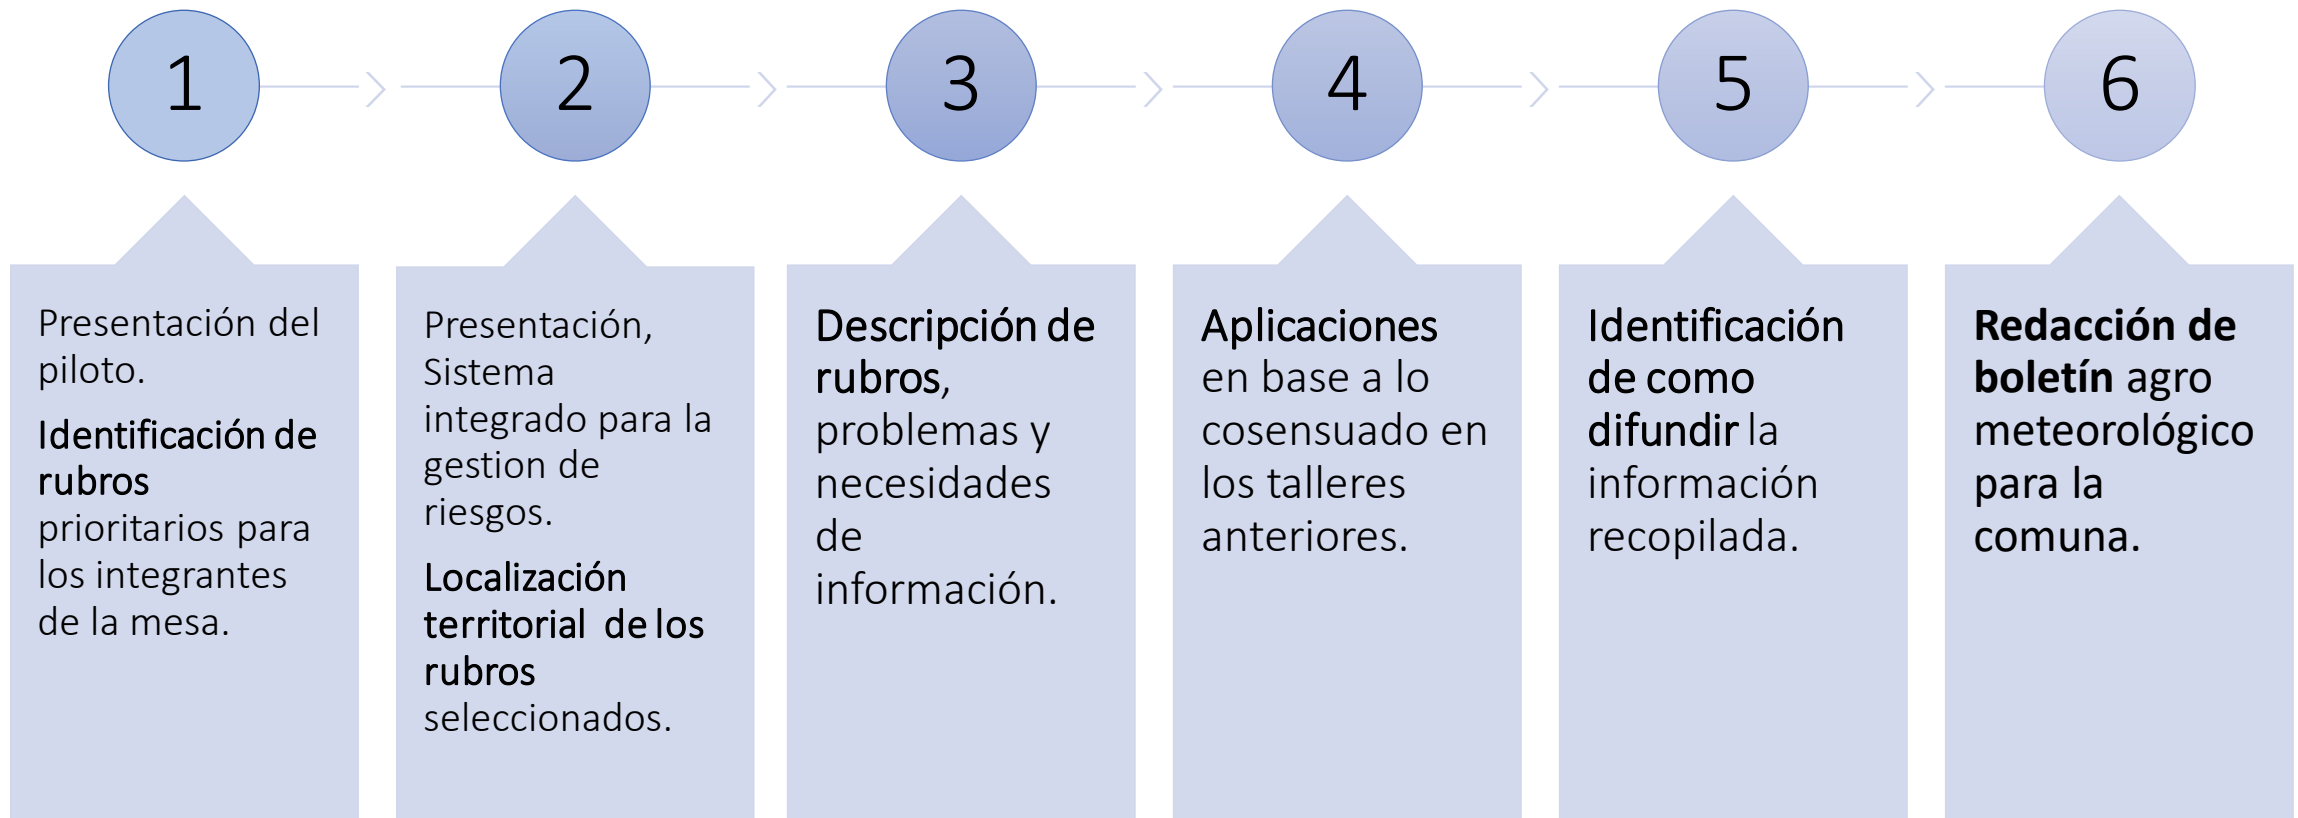 1
2
3
4
5
6
Presentación del
piloto.
Identificación de
rubros
prioritarios para
los integrantes
de la mesa.
Presentación,
Sistema
integrado para la
gestion de
riesgos.
Localización
territorial de los
rubros
seleccionados.
Descripción de
rubros,
problemas y
necesidades
de
información.
Aplicaciones
en base a lo
cosensuado en
los talleres
anteriores.
Identificación
de como
difundir la
información
recopilada.
Redacción de
boletín agro
meteorológico
para la
comuna.